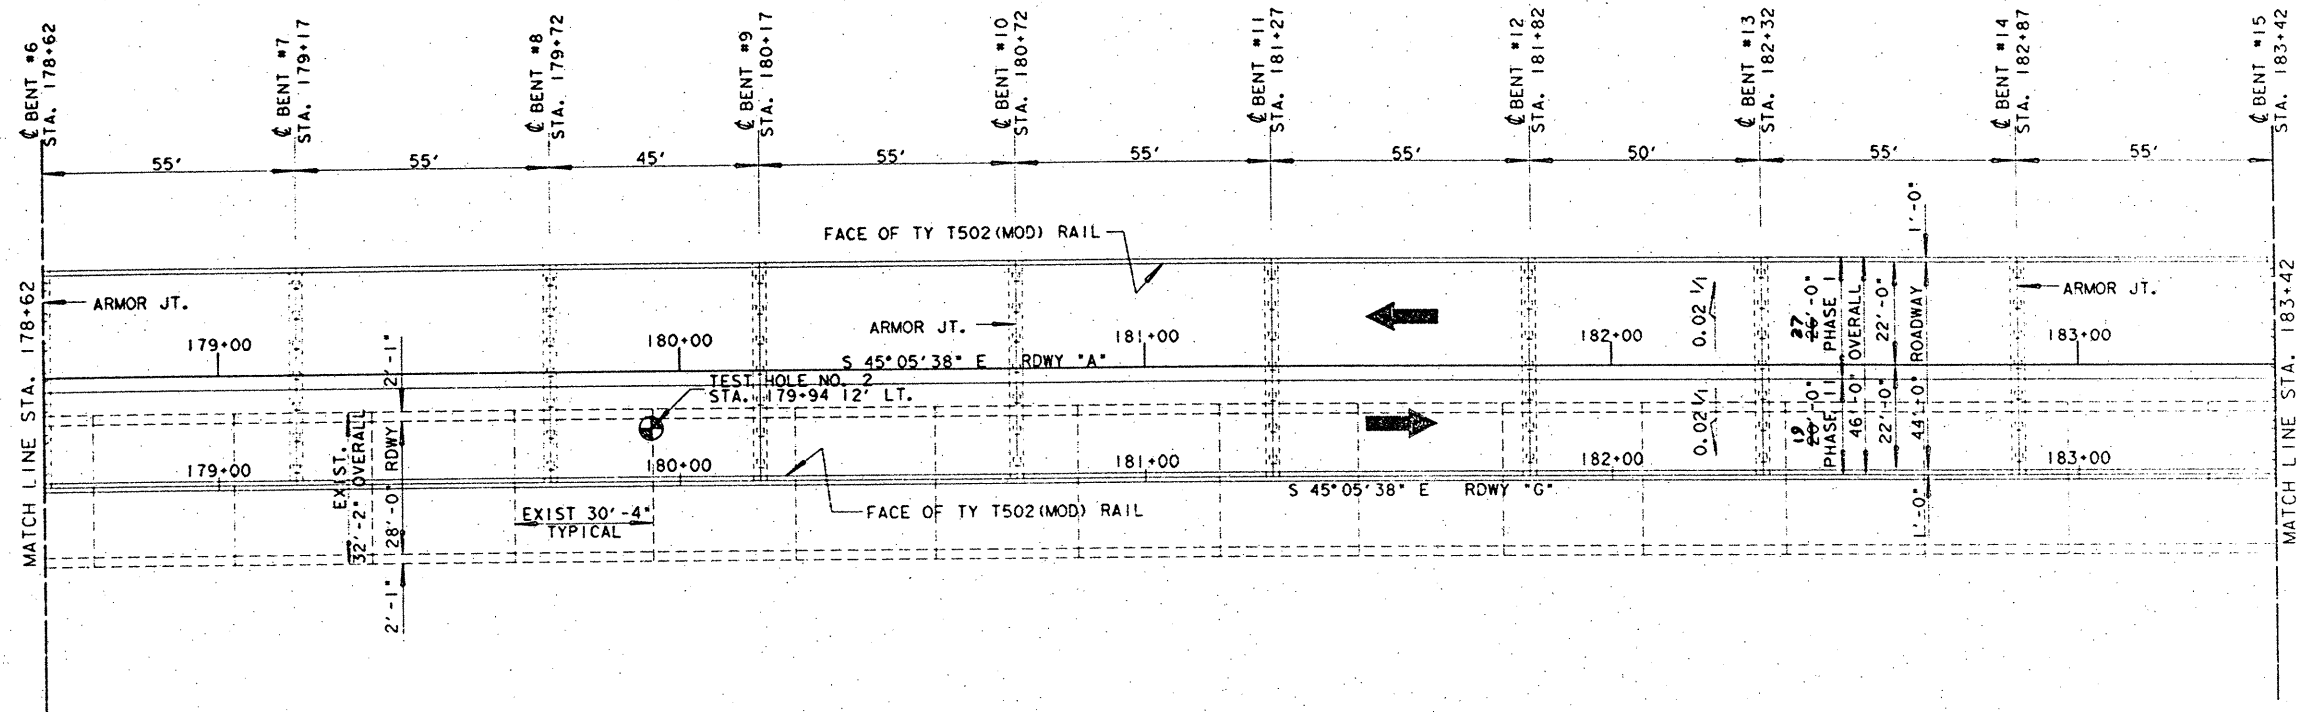 ℄ BENT #6
STA. 178+62
℄ BENT #7
STA. 179+17
℄ BENT #8
STA. 179+72
℄ BENT #9
STA. 180+17
℄ BENT #10
STA. 180+72
℄ BENT #11
STA. 181+27
℄ BENT #12
STA. 181+82
℄ BENT #13
STA. 182+32
℄ BENT #14
STA. 182+87
℄ BENT #15
STA. 183+42
55'
55'
45'
55'
55'
55'
50'
55'
55'
1'-0"
FACE OF TY T502(MOD) RAIL
MATCH LINE STA. 178+62
ARMOR JT.
ARMOR JT.
ARMOR JT.
179+00
180+00
181+00
182+00
183+00
S 45°05'38" E RDWY "A"
0.02 1/1
37
26'-0"
PHASE I
46'-0" OVERALL
22'-0"
44'-0" ROADWAY
TEST HOLE NO. 2
STA. 179+94 12' LT.
2'-1"
EXIST.
32'-2" OVERALL
28'-0" RDWY
2'-1"
0.02 1/1
19
20'-0"
PHASE II
22'-0"
1'-0"
179+00
180+00
181+00
182+00
183+00
S 45°05'38" E RDWY "G"
EXIST 30'-4"
TYPICAL
FACE OF TY T502(MOD) RAIL
MATCH LINE STA. 183+42